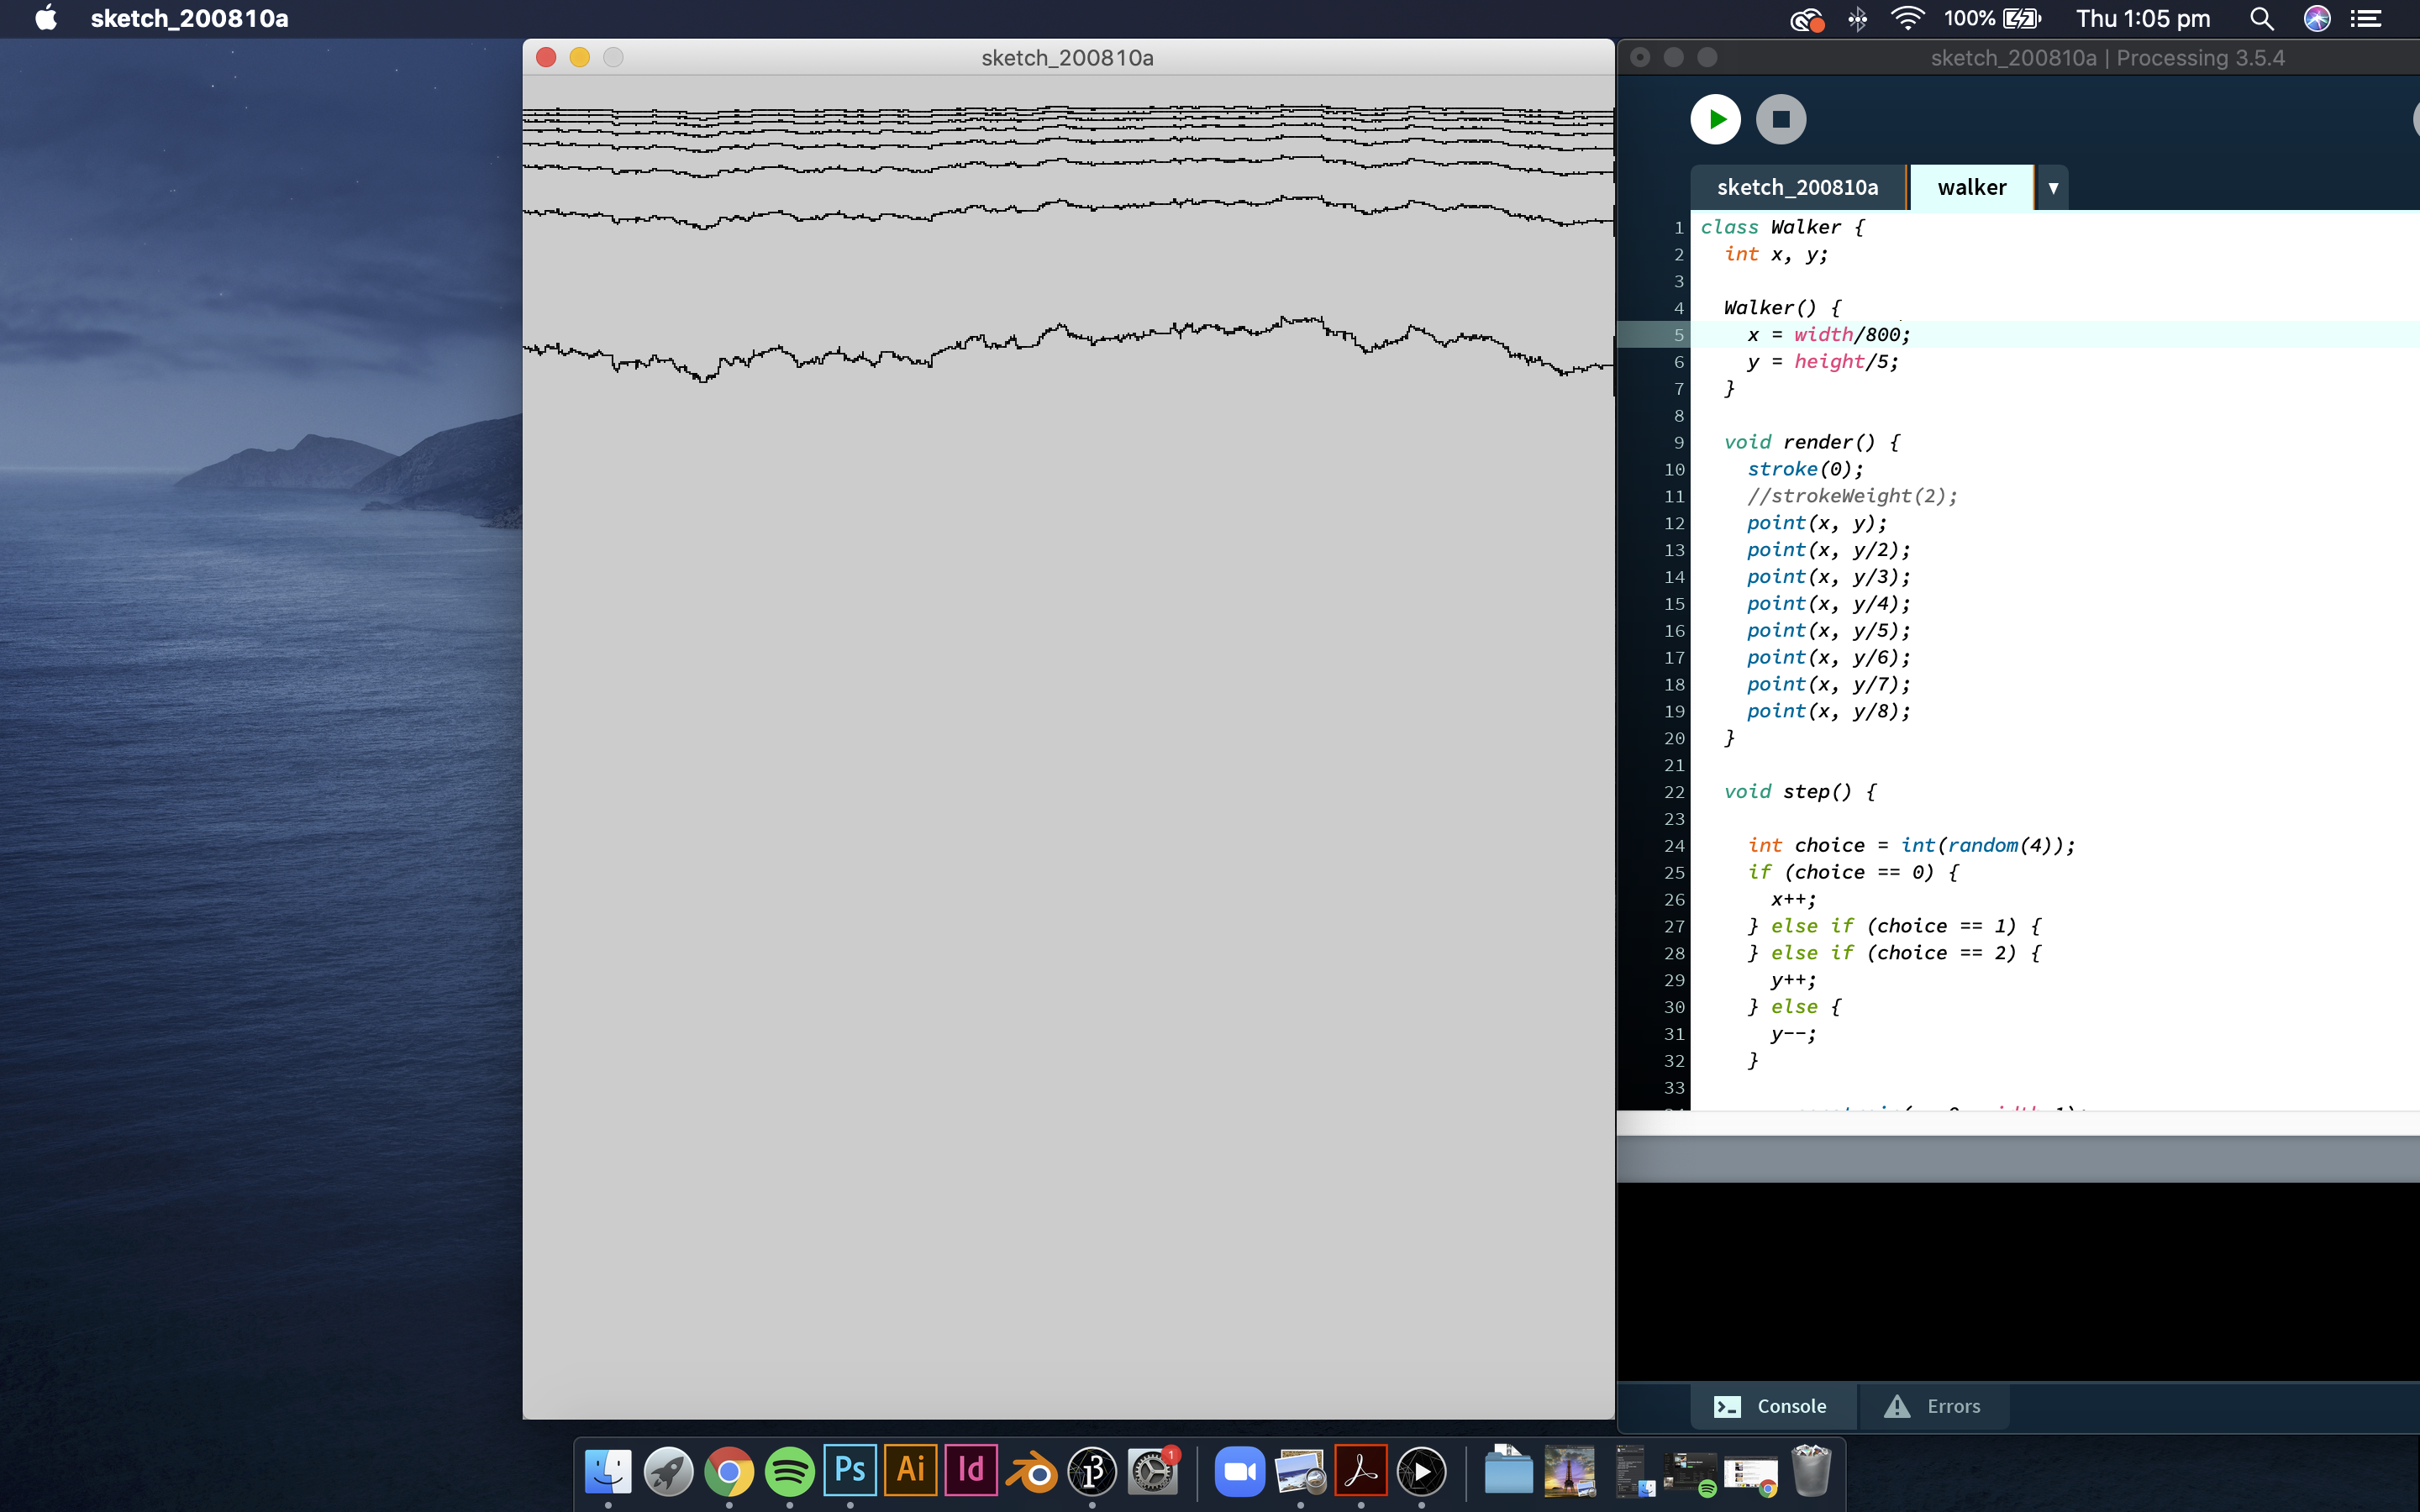 sketch_200810a
100%
Thu 1:05 pm
sketch_200810a
sketch_200810a | Processing 3.5.4
sketch_200810a
walker
1 class Walker {
2 int x, y;
3
4 Walker() {
5 x = width/800;
6 y = height/5;
7 }
8
9 void render() {
10 stroke(0);
11 //strokeWeight(2);
12 point(x, y);
13 point(x, y/2);
14 point(x, y/3);
15 point(x, y/4);
16 point(x, y/5);
17 point(x, y/6);
18 point(x, y/7);
19 point(x, y/8);
20 }
21
22 void step() {
23
24 int choice = int(random(4));
25 if (choice == 0) {
26 x++;
27 } else if (choice == 1) {
28 } else if (choice == 2) {
29 y++;
30 } else {
31 y--;
32 }
33
Console
Errors
Ps
Ai
Id
1